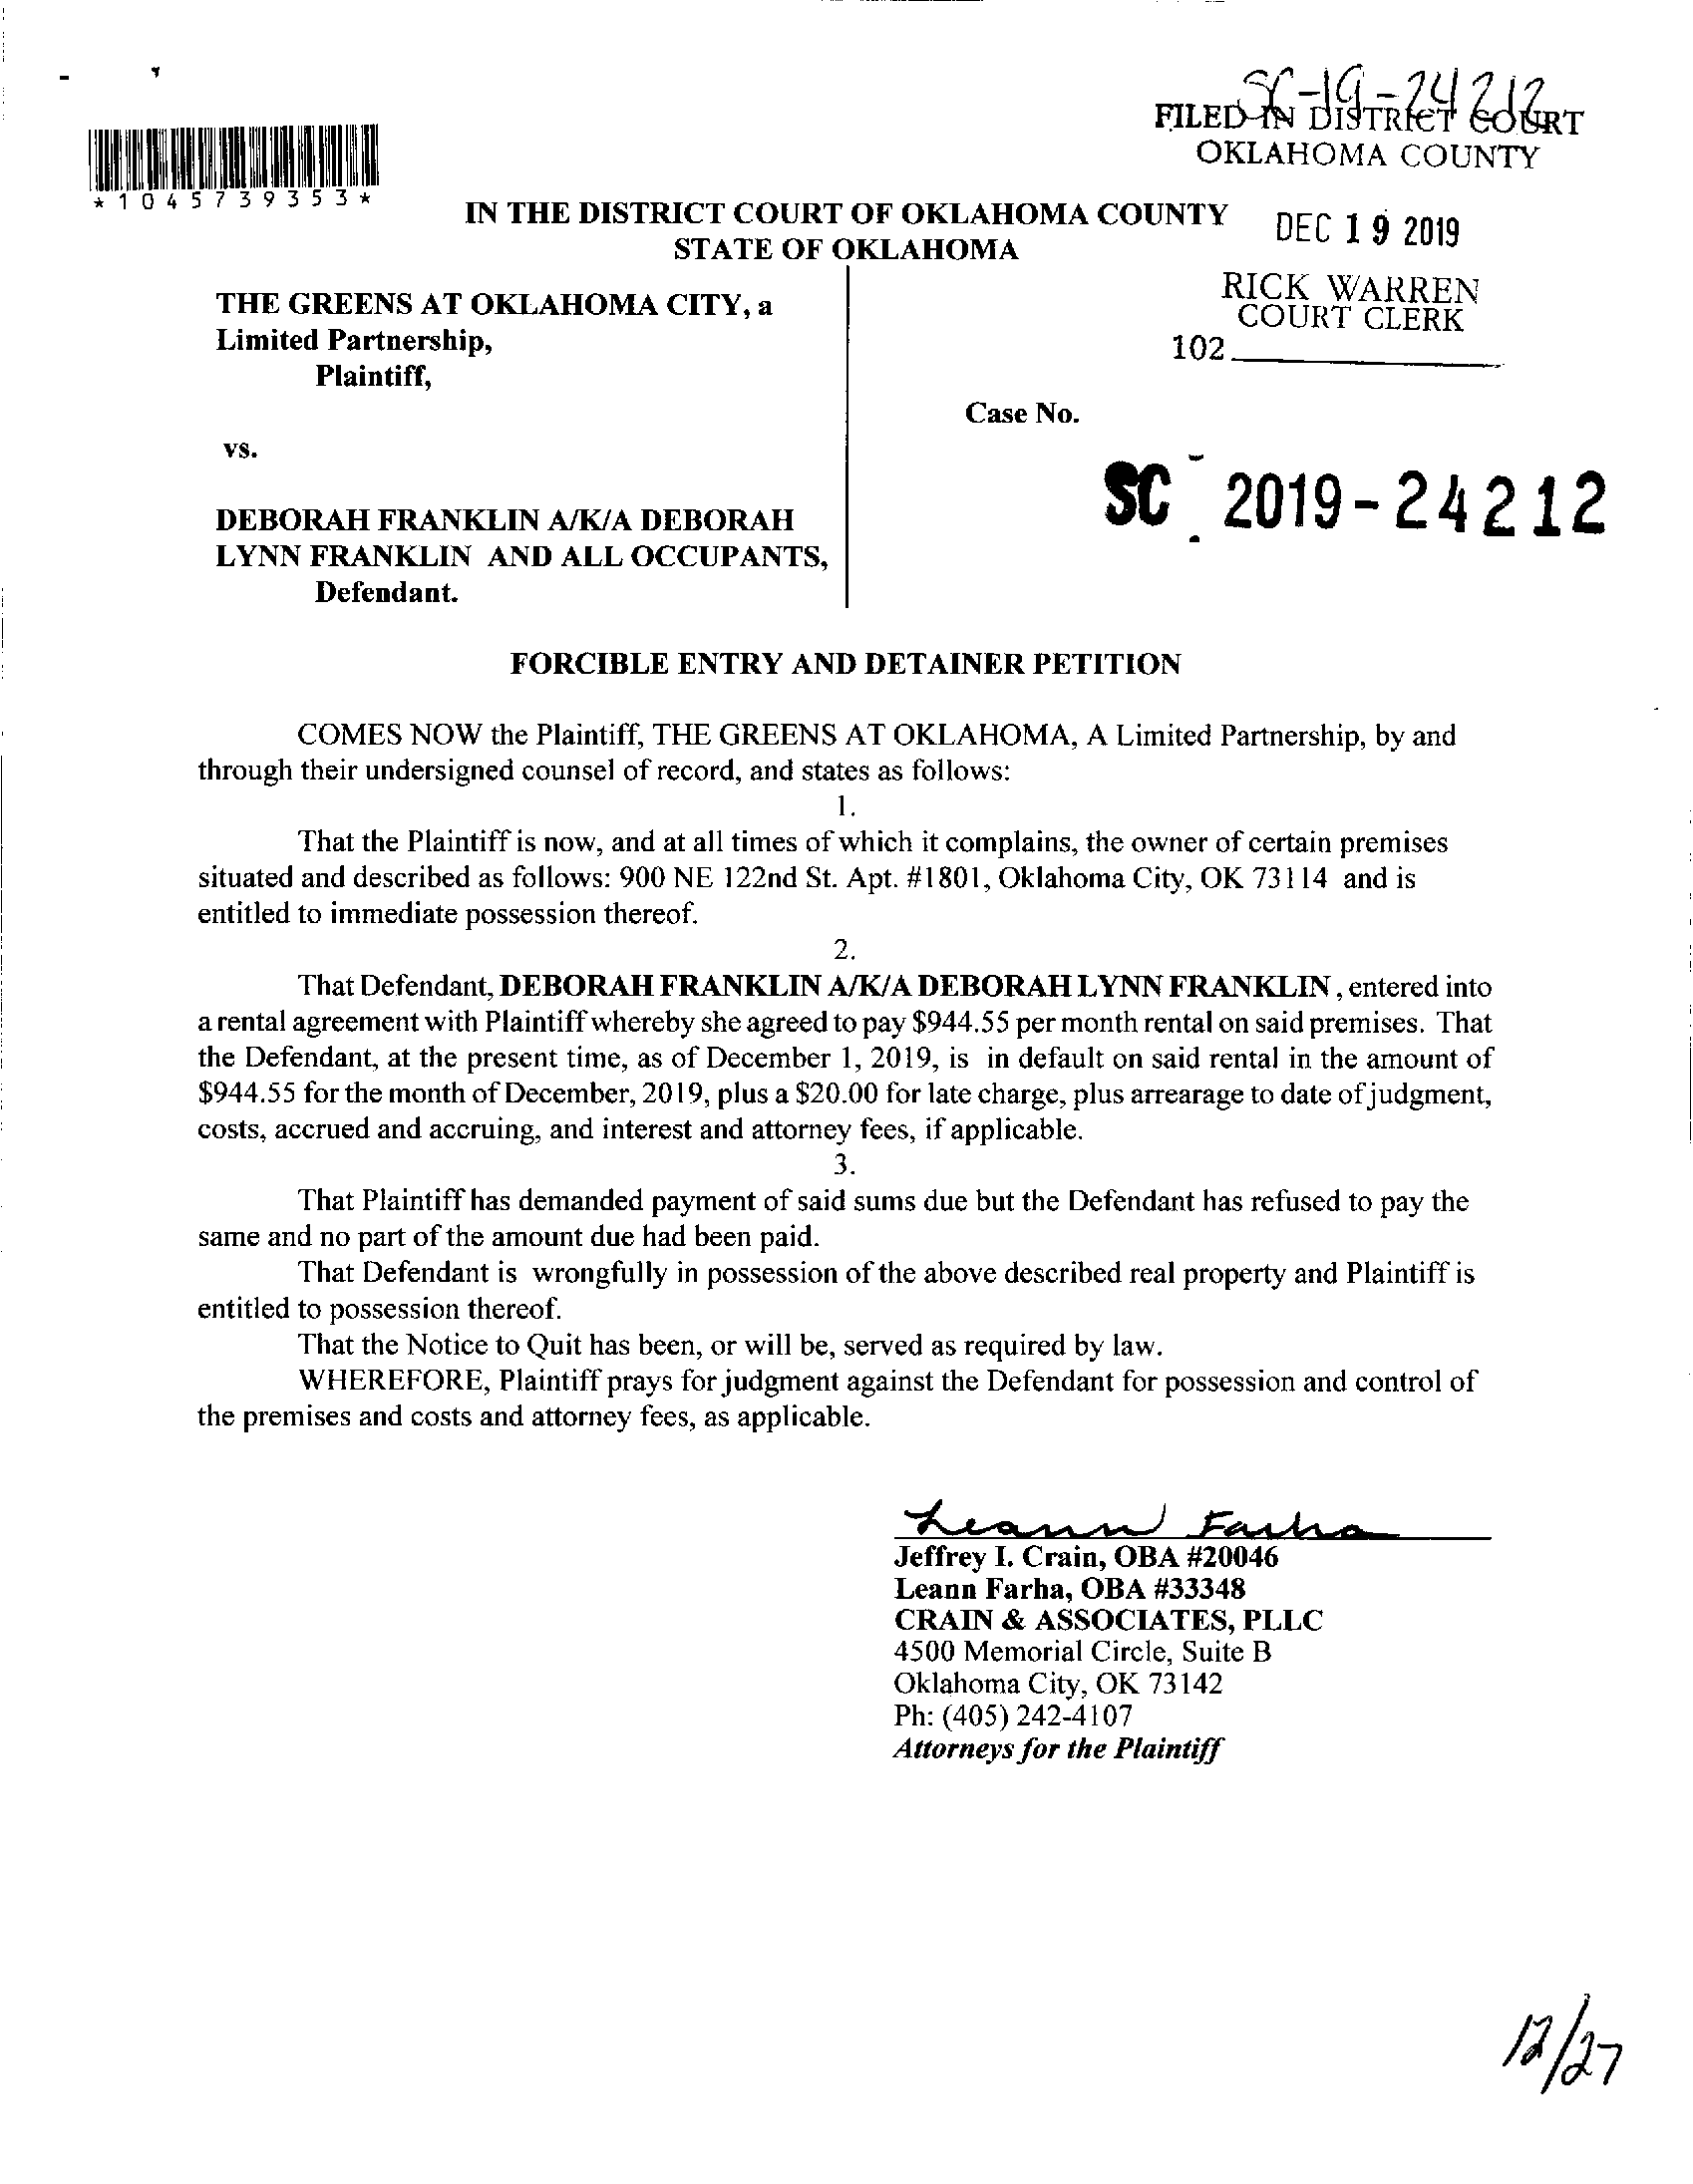 SC-19-24212
FILED IN DISTRICT COURT
OKLAHOMA COUNTY
*1045739353*
IN THE DISTRICT COURT OF OKLAHOMA COUNTY
STATE OF OKLAHOMA
DEC 19 2019
RICK WARREN
COURT CLERK
102
THE GREENS AT OKLAHOMA CITY, a
Limited Partnership,
Plaintiff,
Case No.
vs.
SC - 2019-24212
DEBORAH FRANKLIN A/K/A DEBORAH
LYNN FRANKLIN AND ALL OCCUPANTS,
Defendant.
FORCIBLE ENTRY AND DETAINER PETITION
COMES NOW the Plaintiff, THE GREENS AT OKLAHOMA, A Limited Partnership, by and
through their undersigned counsel of record, and states as follows:
1.
That the Plaintiff is now, and at all times of which it complains, the owner of certain premises
situated and described as follows: 900 NE 122nd St. Apt. #1801, Oklahoma City, OK 73114 and is
entitled to immediate possession thereof.
2.
That Defendant, DEBORAH FRANKLIN A/K/A DEBORAH LYNN FRANKLIN, entered into
a rental agreement with Plaintiff whereby she agreed to pay $944.55 per month rental on said premises. That
the Defendant, at the present time, as of December 1, 2019, is in default on said rental in the amount of
$944.55 for the month of December, 2019, plus a $20.00 for late charge, plus arrearage to date of judgment,
costs, accrued and accruing, and interest and attorney fees, if applicable.
3.
That Plaintiff has demanded payment of said sums due but the Defendant has refused to pay the
same and no part of the amount due had been paid.
That Defendant is wrongfully in possession of the above described real property and Plaintiff is
entitled to possession thereof.
That the Notice to Quit has been, or will be, served as required by law.
WHEREFORE, Plaintiff prays for judgment against the Defendant for possession and control of
the premises and costs and attorney fees, as applicable.
Leann Farha
Jeffrey I. Crain, OBA #20046
Leann Farha, OBA #33348
CRAIN & ASSOCIATES, PLLC
4500 Memorial Circle, Suite B
Oklahoma City, OK 73142
Ph: (405) 242-4107
Attorneys for the Plaintiff
12/27